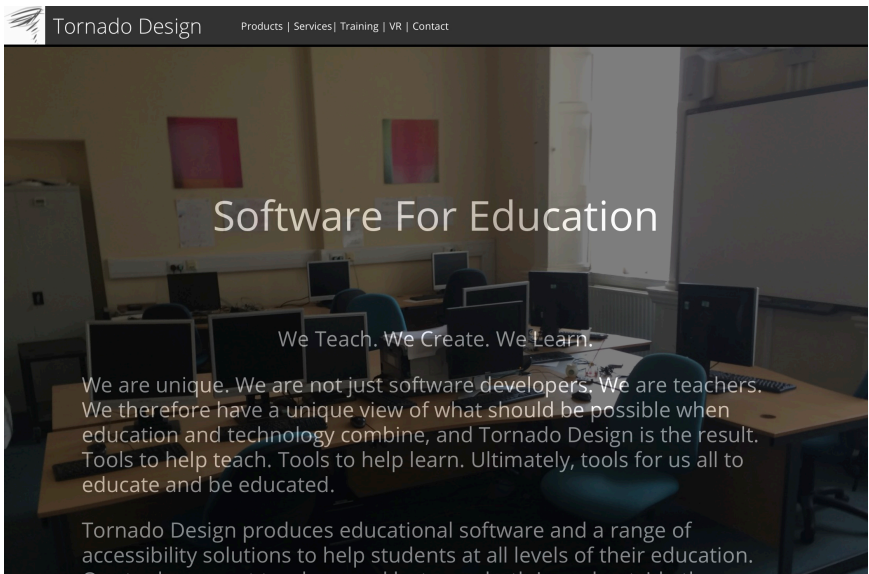 Tornado Design
Products | Services| Training | VR | Contact
Software For Education
We Teach. We Create. We Learn.
We are unique. We are not just software developers. We are teachers.
We therefore have a unique view of what should be possible when
education and technology combine, and Tornado Design is the result.
Tools to help teach. Tools to help learn. Ultimately, tools for us all to
educate and be educated.
Tornado Design produces educational software and a range of
accessibility solutions to help students at all levels of their education.